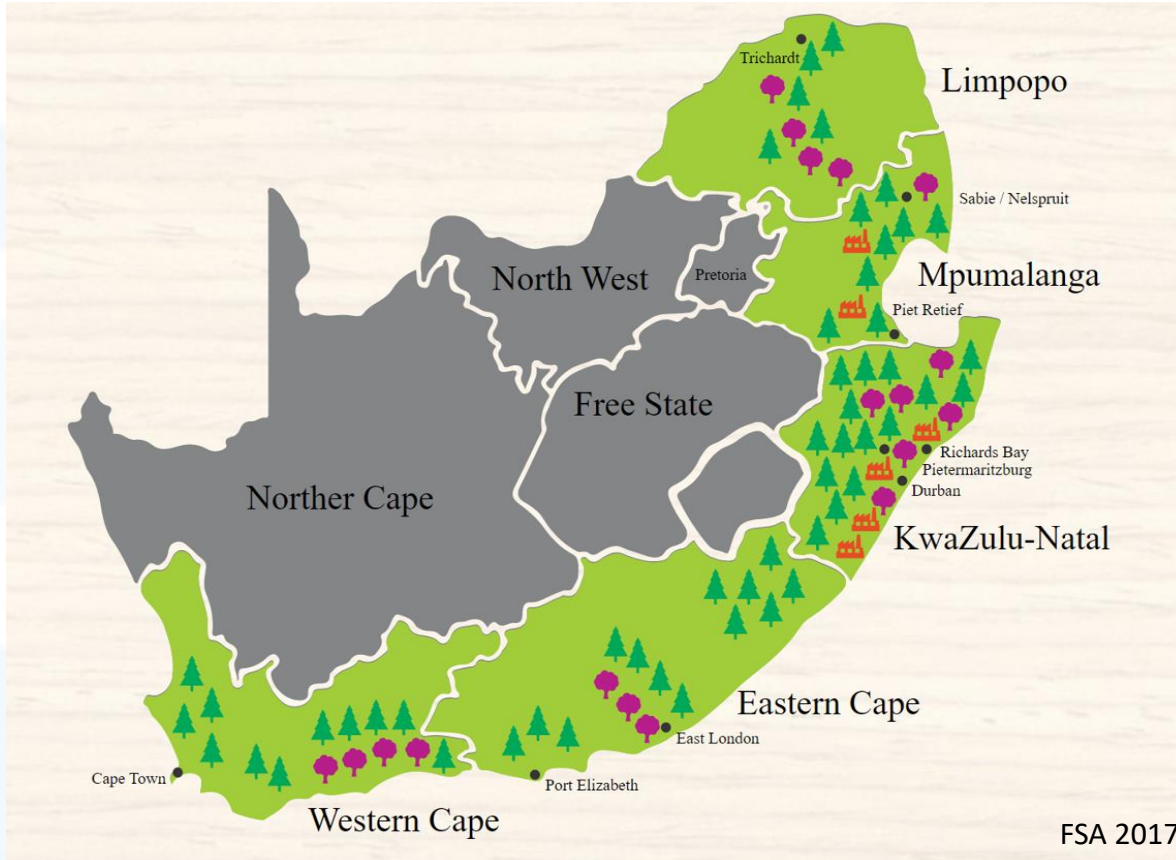 Trichardt
Limpopo
Sabie / Nelspruit
North West
Pretoria
Mpumalanga
Piet Retief
Free State
Richards Bay
Pietermaritzburg
Durban
Norther Cape
KwaZulu-Natal
Eastern Cape
East London
Cape Town
Port Elizabeth
Western Cape
FSA 2017